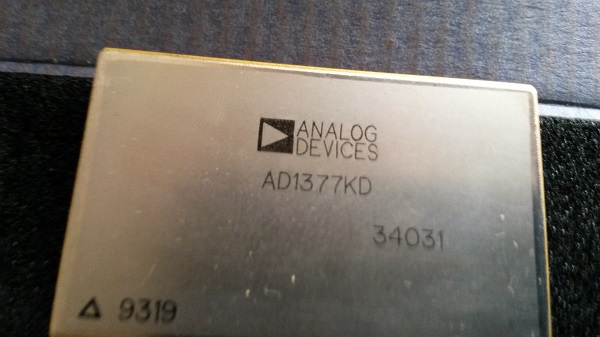 ANALOG
DEVICES
AD1377KD
34031
9319